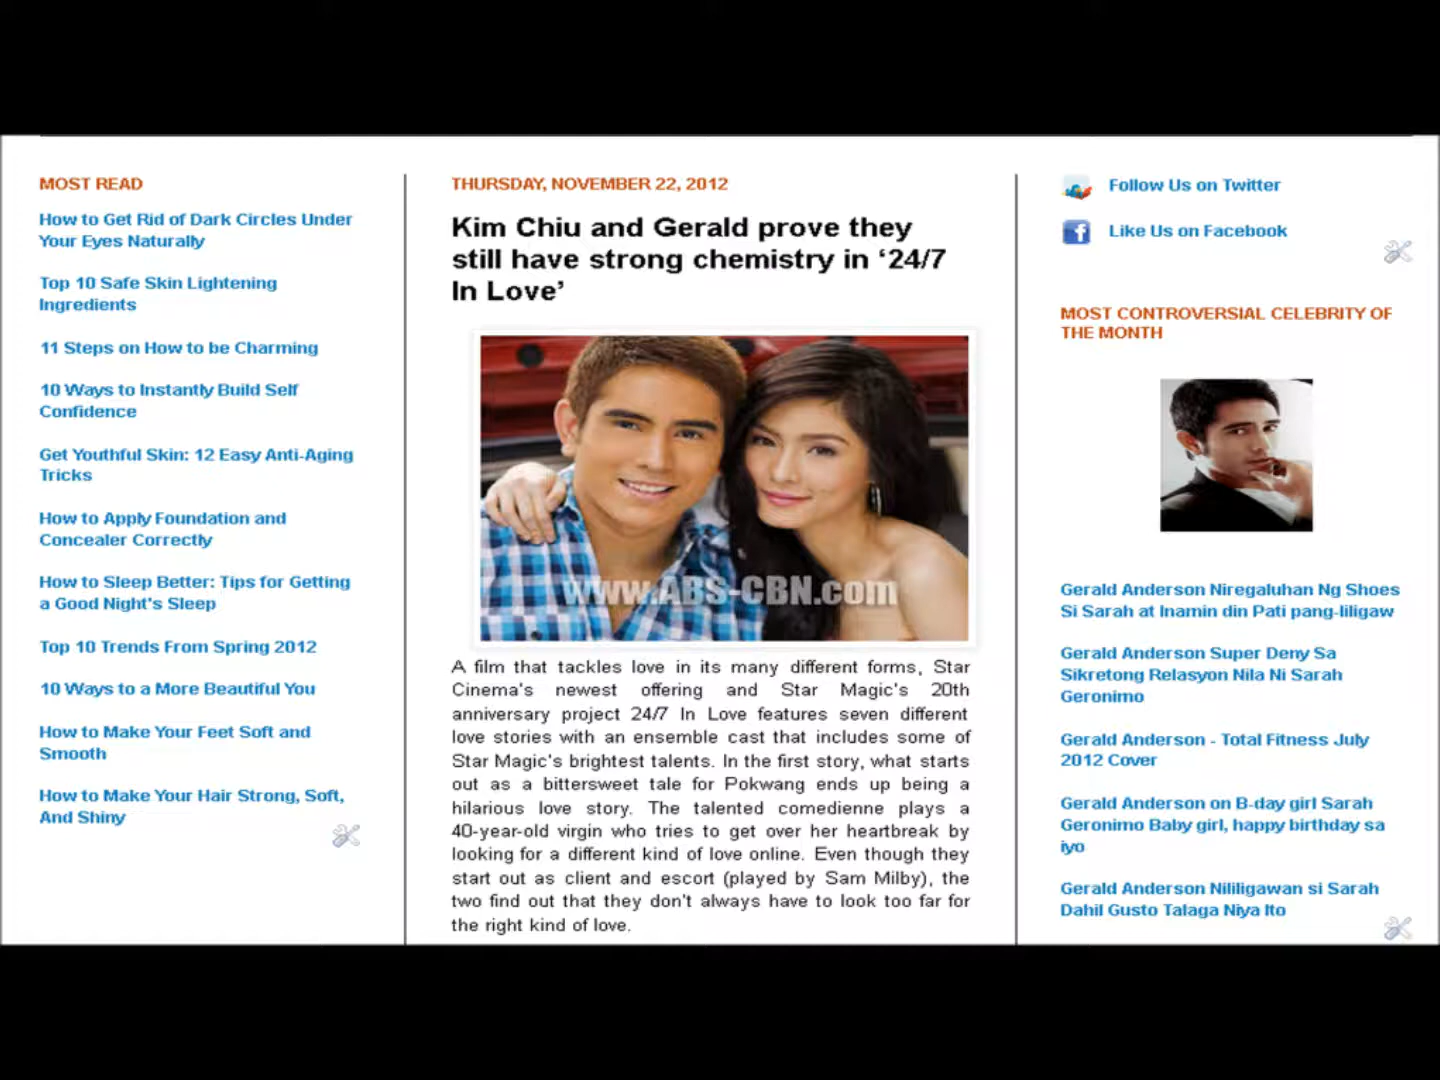 MOST READ
How to Get Rid of Dark Circles Under
Your Eyes Naturally
Top 10 Safe Skin Lightening
Ingredients
11 Steps on How to be Charming
10 Ways to Instantly Build Self
Confidence
Get Youthful Skin: 12 Easy Anti-Aging
Tricks
How to Apply Foundation and
Concealer Correctly
How to Sleep Better: Tips for Getting
a Good Night's Sleep
Top 10 Trends From Spring 2012
10 Ways to a More Beautiful You
How to Make Your Feet Soft and
Smooth
How to Make Your Hair Strong, Soft,
And Shiny
THURSDAY, NOVEMBER 22, 2012
Kim Chiu and Gerald prove they
still have strong chemistry in ‘24/7
In Love’
www.ABS-CBN.com
A film that tackles love in its many different forms, Star
Cinema's newest offering and Star Magic's 20th
anniversary project 24/7 In Love features seven different
love stories with an ensemble cast that includes some of
Star Magic's brightest talents. In the first story, what starts
out as a bittersweet tale for Pokwang ends up being a
hilarious love story. The talented comedienne plays a
40-year-old virgin who tries to get over her heartbreak by
looking for a different kind of love online. Even though they
start out as client and escort (played by Sam Milby), the
two find out that they don't always have to look too far for
the right kind of love.
Follow Us on Twitter
Like Us on Facebook
MOST CONTROVERSIAL CELEBRITY OF
THE MONTH
Gerald Anderson Niregaluhan Ng Shoes
Si Sarah at Inamin din Pati pang-liligaw
Gerald Anderson Super Deny Sa
Sikretong Relasyon Nila Ni Sarah
Geronimo
Gerald Anderson - Total Fitness July
2012 Cover
Gerald Anderson on B-day girl Sarah
Geronimo Baby girl, happy birthday sa
iyo
Gerald Anderson Nililigawan si Sarah
Dahil Gusto Talaga Niya Ito